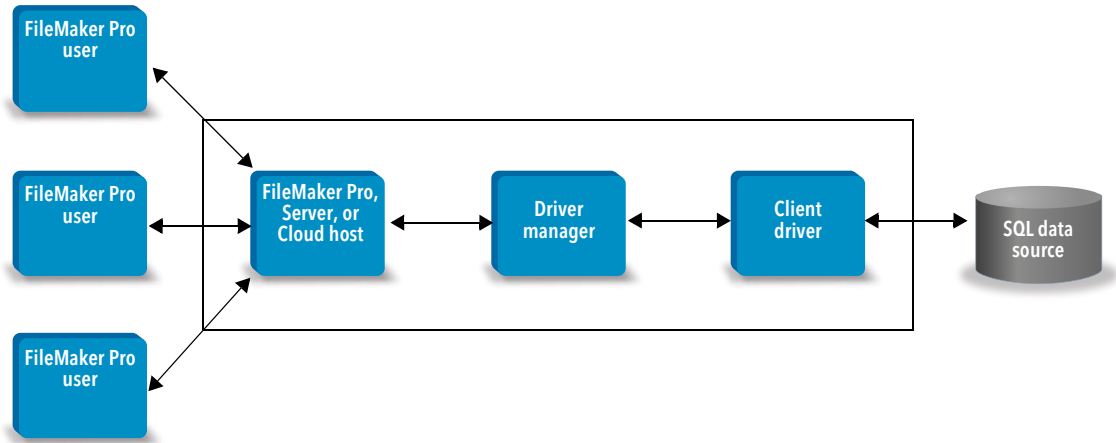 FileMaker Pro
user
FileMaker Pro
user
FileMaker Pro,
Server, or
Cloud host
Driver
manager
Client
driver
SQL data
source
FileMaker Pro
user